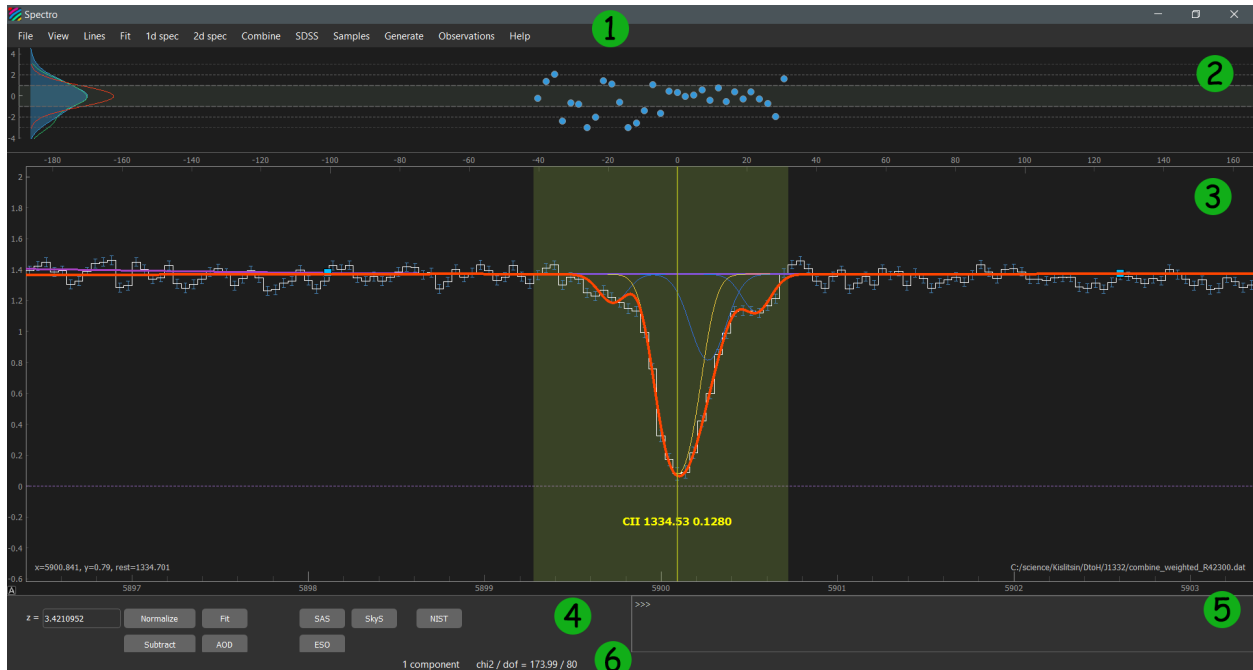 Spectro
File View Lines Fit 1d spec 2d spec Combine SDSS Samples Generate Observations Help
1
2
4
2
0
-2
-4
-180 -160 -140 -120 -100 -80 -60 -40 -20 0 20 40 60 80 100 120 140 160
3
2
1.8
1.6
1.4
1.2
1
0.8
0.6
0.4
0.2
0
-0.2
-0.4
-0.6
CII 1334.53 0.1280
x=5900.841, y=0.79, rest=1334.701
C:/science/Kislitsin/DtoH/J1332/combine_weighted_R42300.dat
A 5897 5898 5899 5900 5901 5902 5903
z = 3.4210952 Normalize Fit SAS SkyS NIST 4 >>> 5
Subtract AOD ESO
1 component chi2 / dof = 173.99 / 80 6